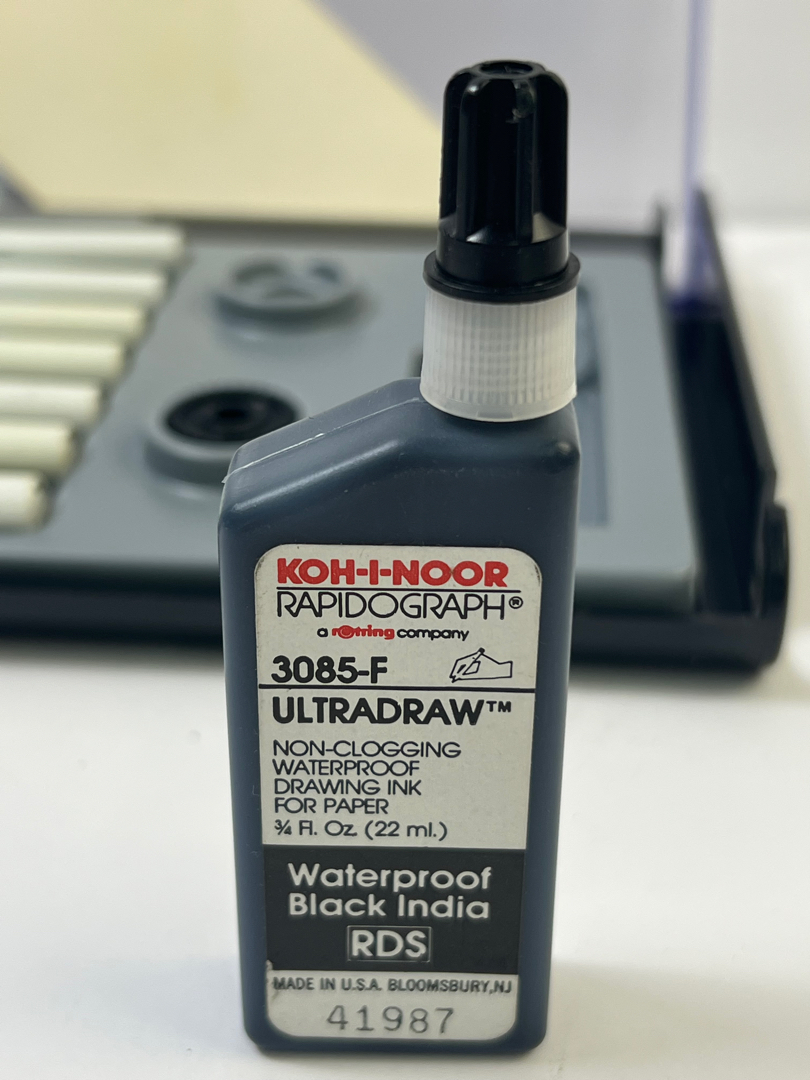 KOH-I-NOOR
RAPIDOGRAPH®
a rotring company
3085-F
ULTRADRAW™
NON-CLOGGING
WATERPROOF
DRAWING INK
FOR PAPER
¾ Fl. Oz. (22 ml.)
Waterproof
Black India
RDS
MADE IN U.S.A. BLOOMSBURY, NJ
41987